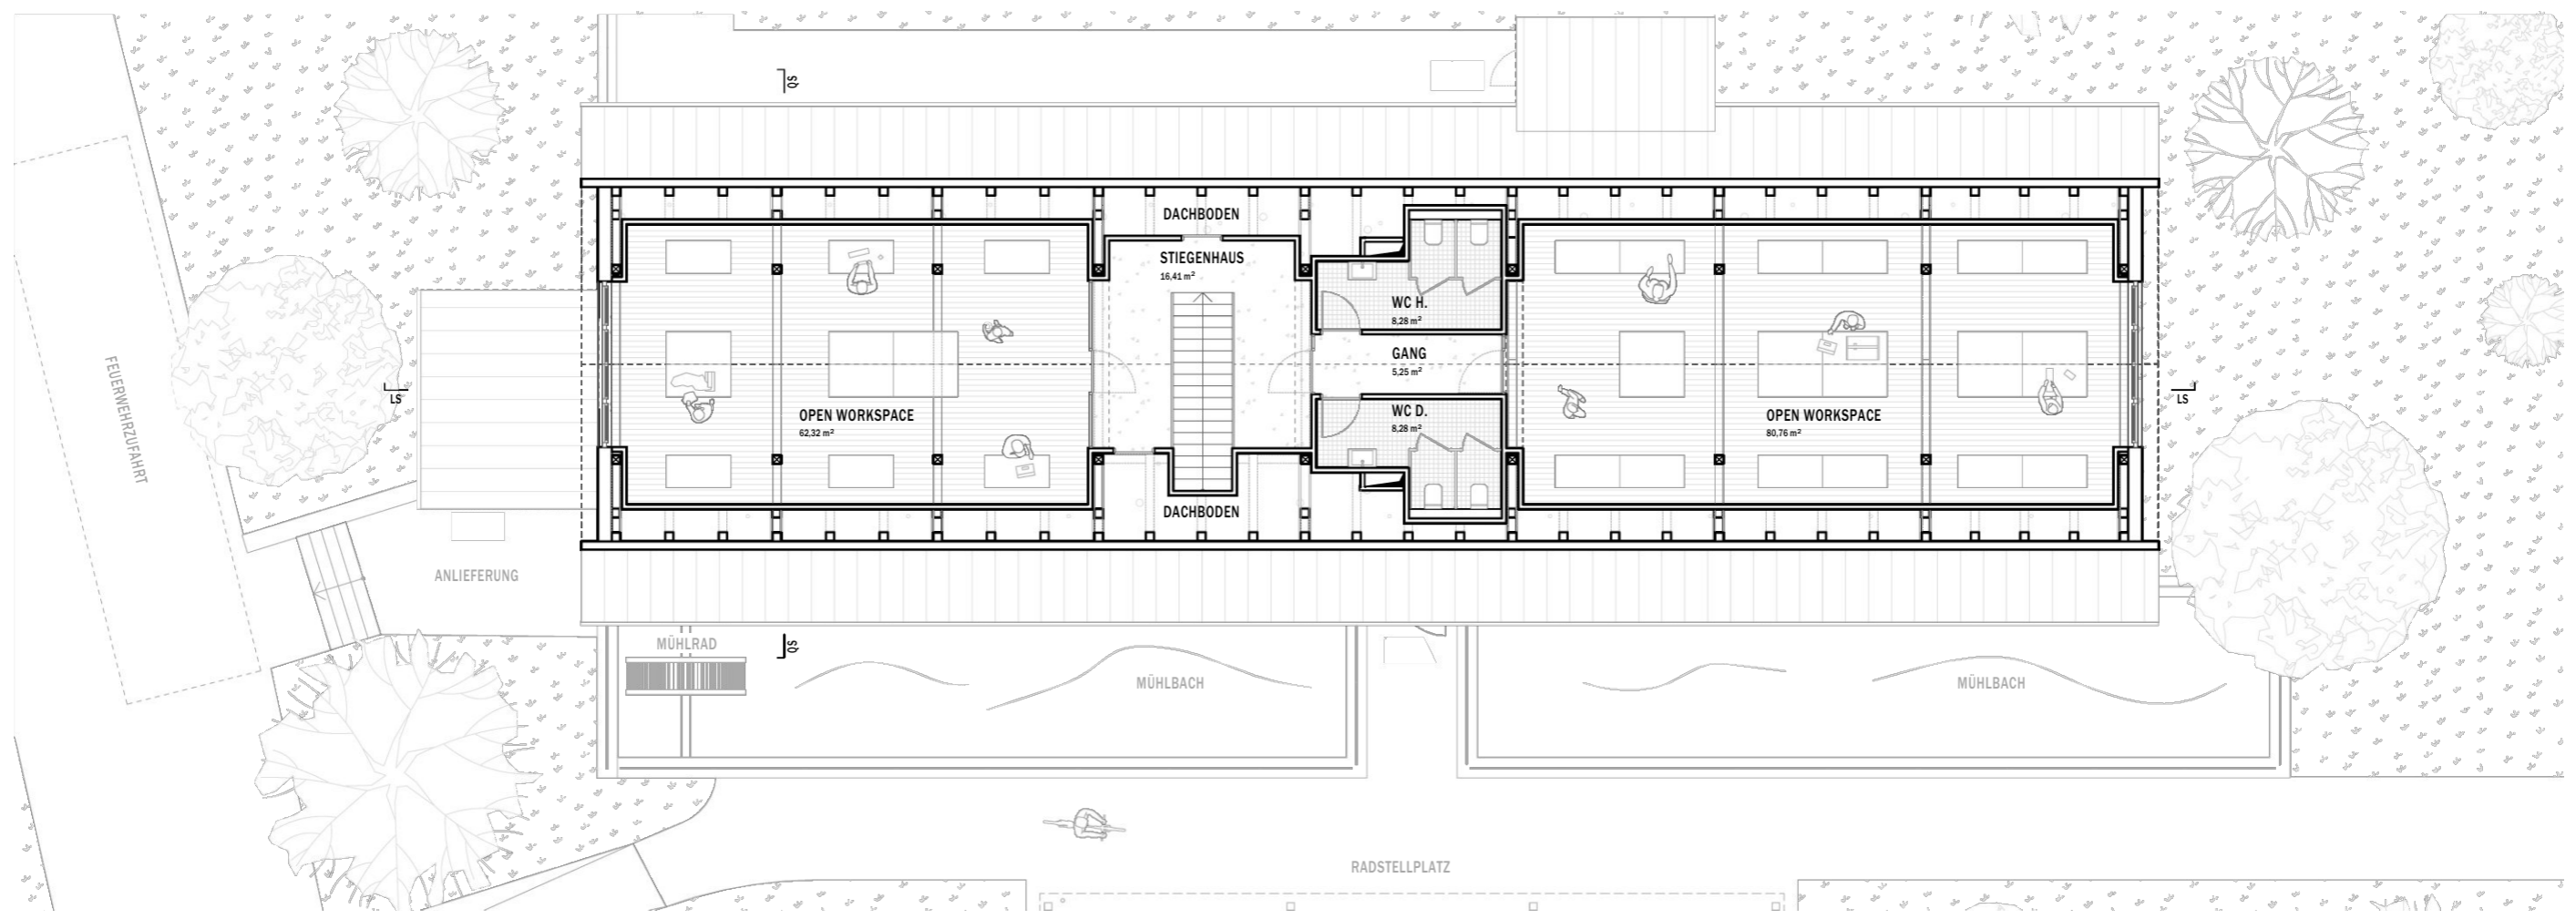 QS
DACHBODEN
STIEGENHAUS
16,41 m²
WC H.
8,28 m²
GANG
5,25 m²
FEUERWEHRZUFAHRT
LS
LS
OPEN WORKSPACE
62,32 m²
WC D.
8,28 m²
OPEN WORKSPACE
80,76 m²
DACHBODEN
ANLIEFERUNG
MÜHLRAD
QS
MÜHLBACH
MÜHLBACH
RADSTELLPLATZ